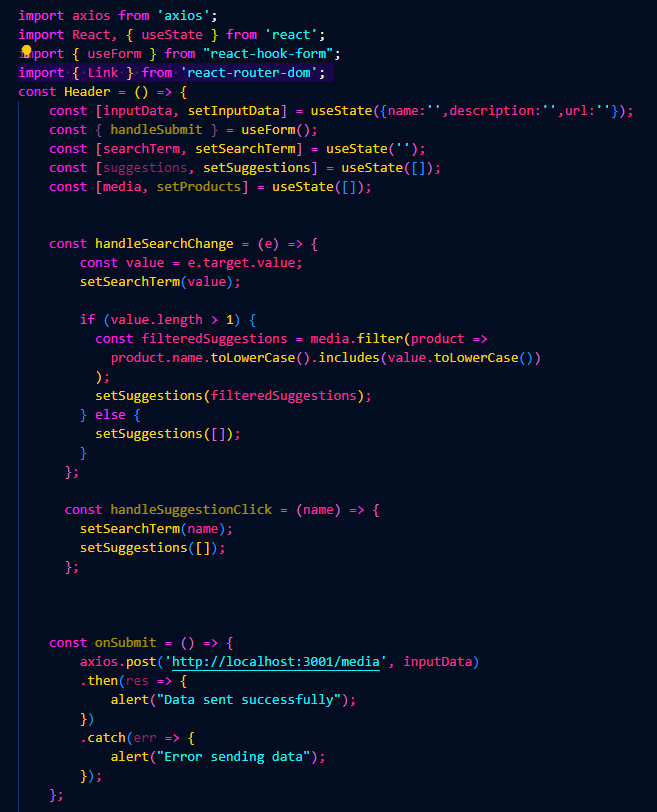 import axios from 'axios';
import React, { useState } from 'react';
import { useForm } from "react-hook-form";
import { Link } from 'react-router-dom';
const Header = () => {
    const [inputData, setInputData] = useState({name:'',description:'',url:''});
    const { handleSubmit } = useForm();
    const [searchTerm, setSearchTerm] = useState('');
    const [suggestions, setSuggestions] = useState([]);
    const [media, setProducts] = useState([]);
    const handleSearchChange = (e) => {
        const value = e.target.value;
        setSearchTerm(value);
        if (value.length > 1) {
          const filteredSuggestions = media.filter(product =>
            product.name.toLowerCase().includes(value.toLowerCase())
          );
          setSuggestions(filteredSuggestions);
        } else {
          setSuggestions([]);
        }
      };
      const handleSuggestionClick = (name) => {
        setSearchTerm(name);
        setSuggestions([]);
      };
    const onSubmit = () => {
        axios.post('http://localhost:3001/media', inputData)
        .then(res => {
            alert("Data sent successfully");
        })
        .catch(err => {
            alert("Error sending data");
        });
    };